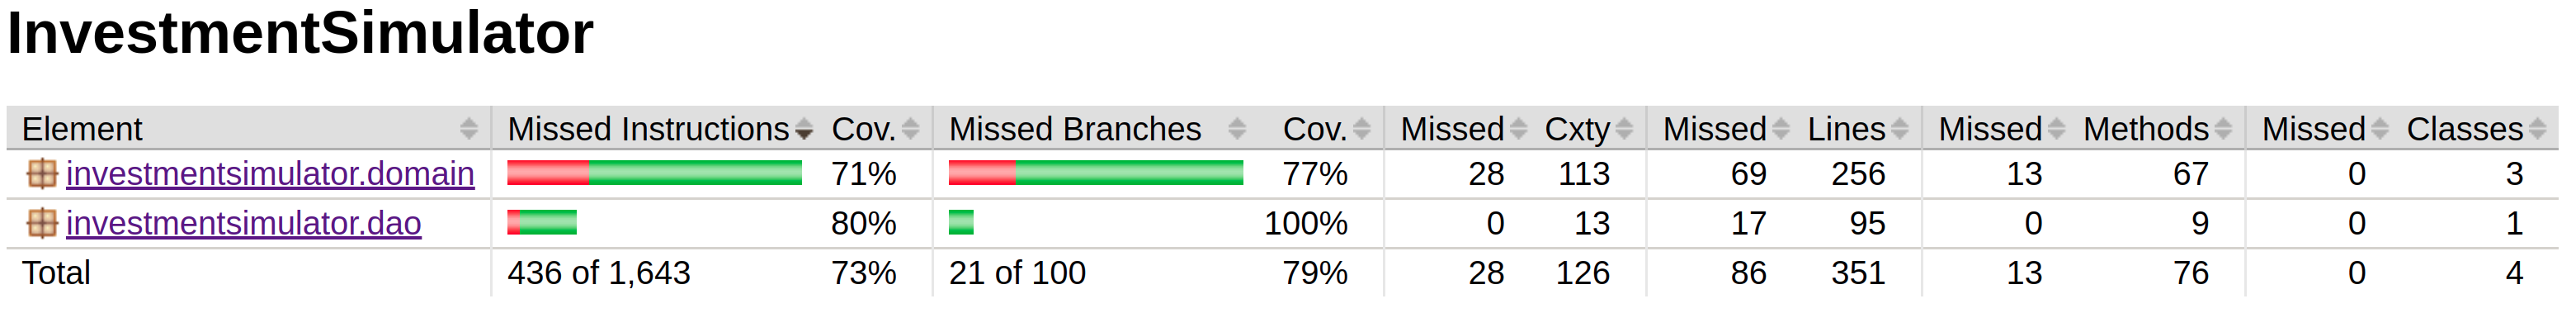 InvestmentSimulator
Element Missed Instructions Cov. Missed Branches Cov. Missed Cxty Missed Lines Missed Methods Missed Classes
investmentsimulator.domain 71% 77% 28 113 69 256 13 67 0 3
investmentsimulator.dao 80% 100% 0 13 17 95 0 9 0 1
Total 436 of 1,643 73% 21 of 100 79% 28 126 86 351 13 76 0 4